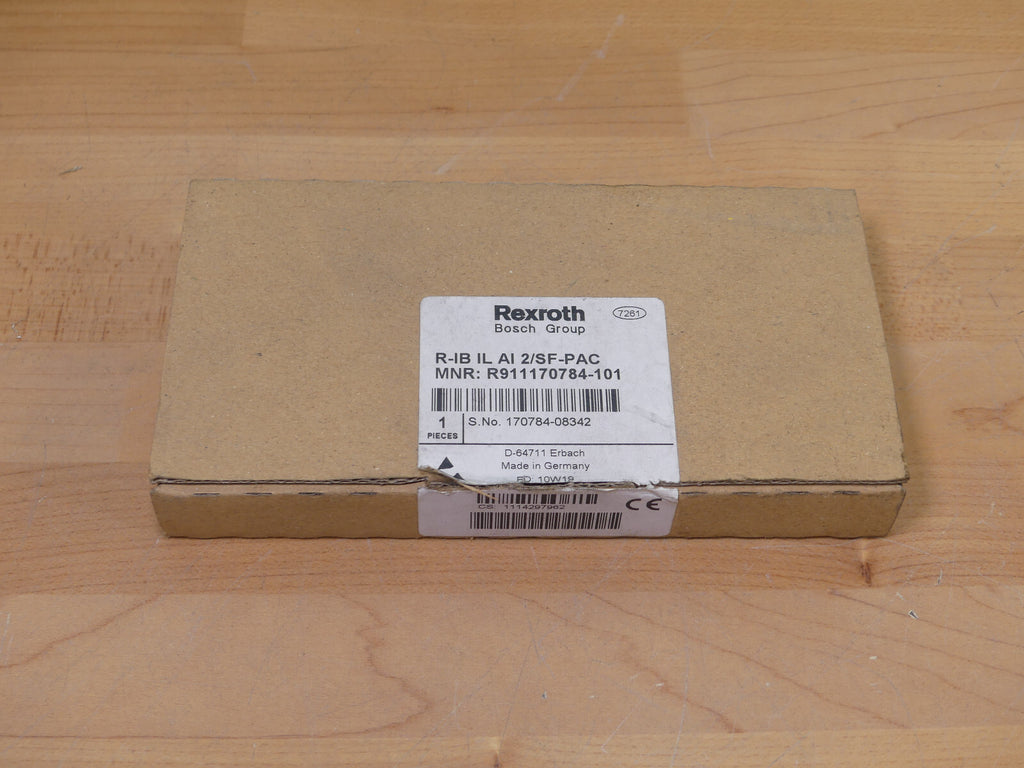 Rexroth
7261
Bosch Group
R-IB IL AI 2/SF-PAC
MNR: R911170784-101
1
PIECES
S.No. 170784-08342
D-64711 Erbach
Made in Germany
FD: 10W18
CS: 1114297962
CE